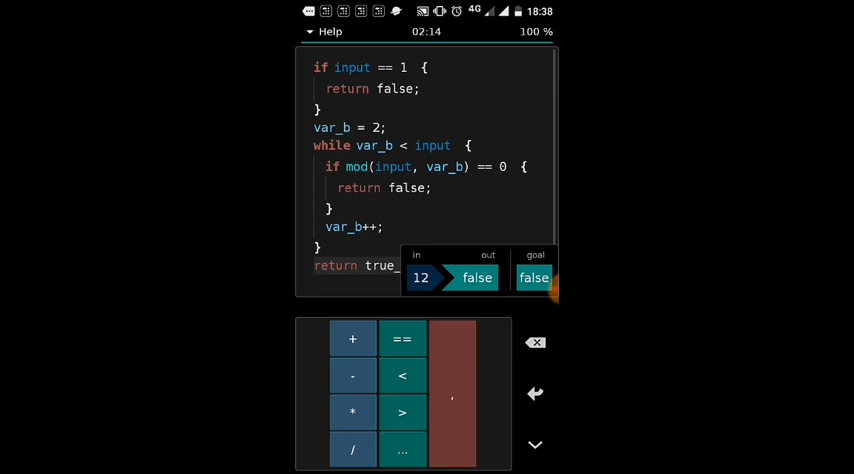 4G 18:38
Help 02:14 100 %
if input == 1 {
return false;
}
var_b = 2;
while var_b < input {
if mod(input, var_b) == 0 {
return false;
}
var_b++;
}
return true_
in out goal
12 false false
+ == ,
- <
* >
/ ...